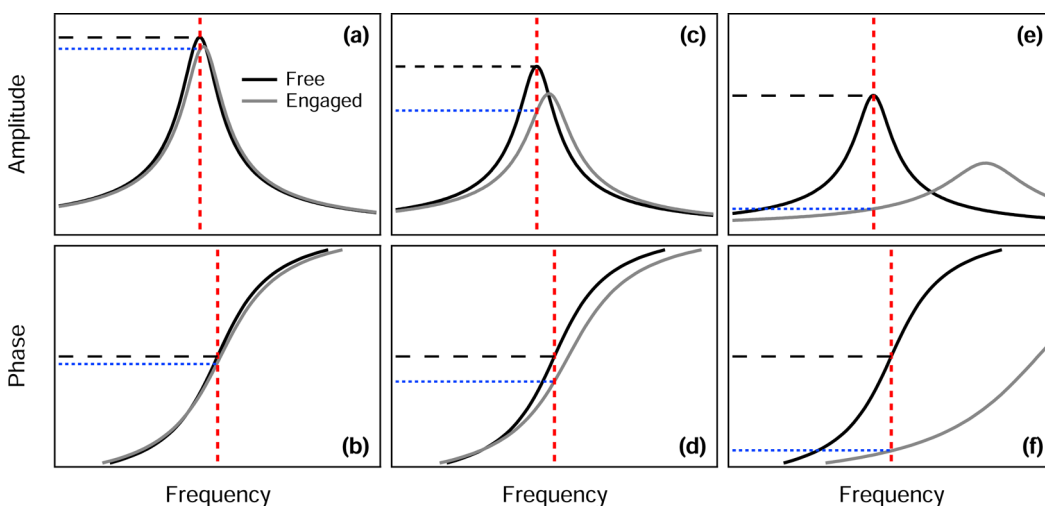 (a)
(c)
(e)
Free
Engaged
Amplitude
(b)
(d)
(f)
Phase
Frequency
Frequency
Frequency